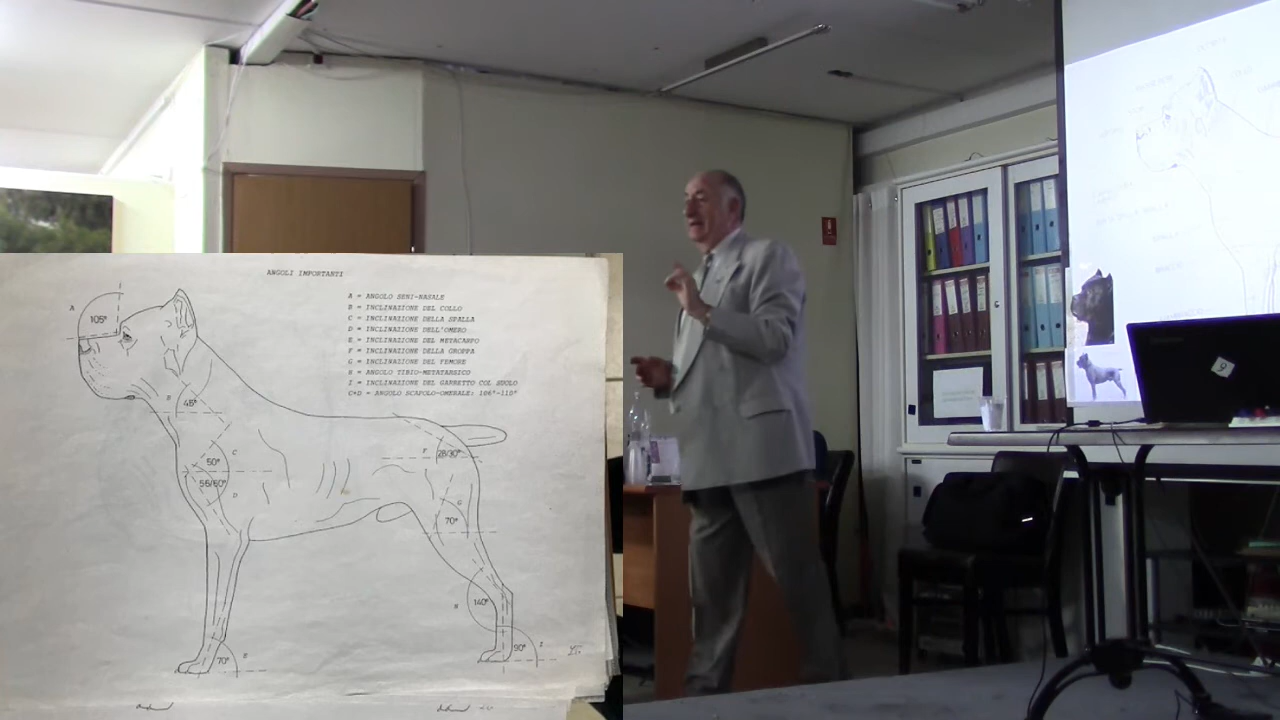 ANGOLI IMPORTANTI
A = ANGOLO SENI-NASALE
B = INCLINAZIONE DEL COLLO
C = INCLINAZIONE DELLA SPALLA
D = INCLINAZIONE DELL'OMERO
E = INCLINAZIONE DEL METACARPO
F = INCLINAZIONE DELLA GROPPA
G = INCLINAZIONE DEL FEMORE
H = ANGOLO TIBIO-METATARSICO
I = INCLINAZIONE DEL GARRETTO COL SUOLO
C+D = ANGOLO SCAPOLO-OMERALE: 106°-110°
A
105°
B
48°
50°
C
56/60°
D
F
28/30°
G
70°
H
140°
70°
E
90°
I